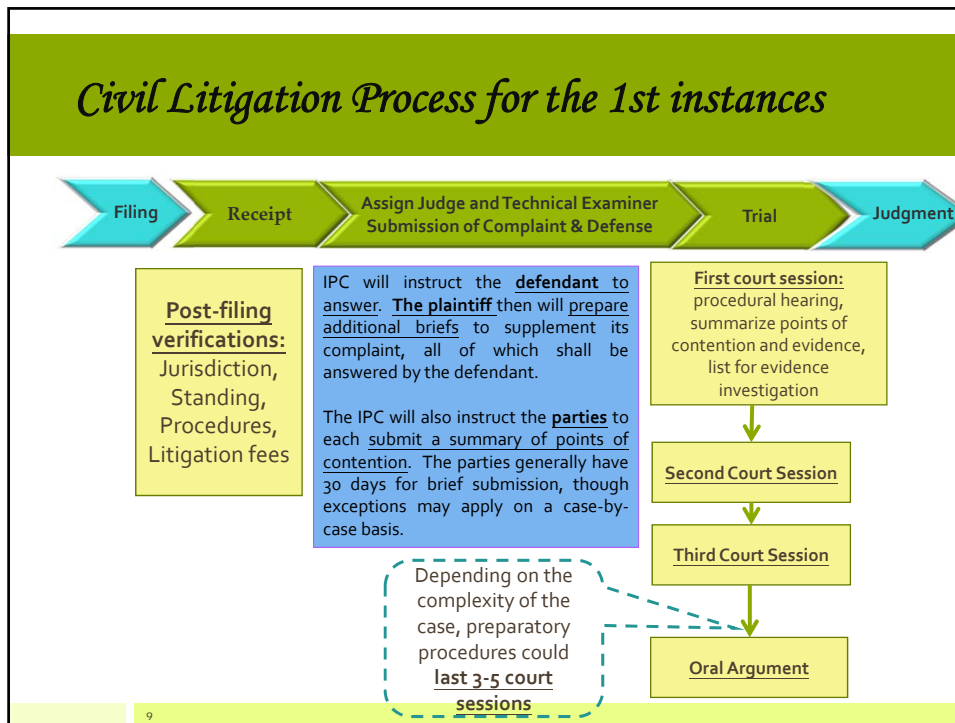 Civil Litigation Process for the 1st instances
Filing
Receipt
Assign Judge and Technical Examiner
Submission of Complaint & Defense
Trial
Judgment
Post-filing
verifications:
Jurisdiction,
Standing,
Procedures,
Litigation fees
IPC will instruct the defendant to
answer. The plaintiff then will prepare
additional briefs to supplement its
complaint, all of which shall be
answered by the defendant.
The IPC will also instruct the parties to
each submit a summary of points of
contention. The parties generally have
30 days for brief submission, though
exceptions may apply on a case-by-
case basis.
First court session:
procedural hearing,
summarize points of
contention and evidence,
list for evidence
investigation
Second Court Session
Third Court Session
Depending on the
complexity of the
case, preparatory
procedures could
last 3-5 court
sessions
Oral Argument
9